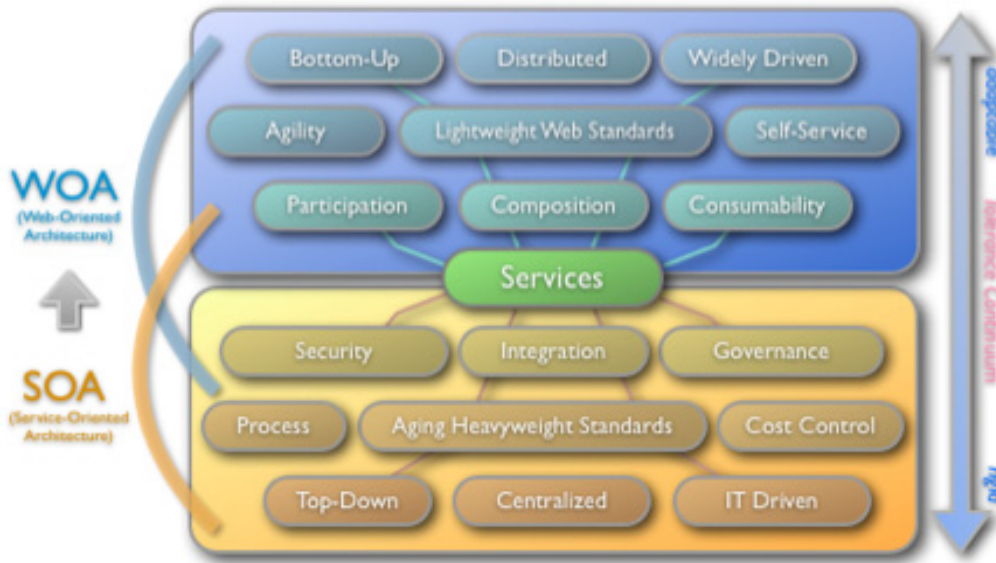 Bottom-Up
Distributed
Widely Driven
Agility
Lightweight Web Standards
Self-Service
Participation
Composition
Consumability
WOA
(Web-Oriented
Architecture)
Services
Security
Integration
Governance
SOA
(Service-Oriented
Architecture)
Process
Aging Heavyweight Standards
Cost Control
Top-Down
Centralized
IT Driven
Continuum